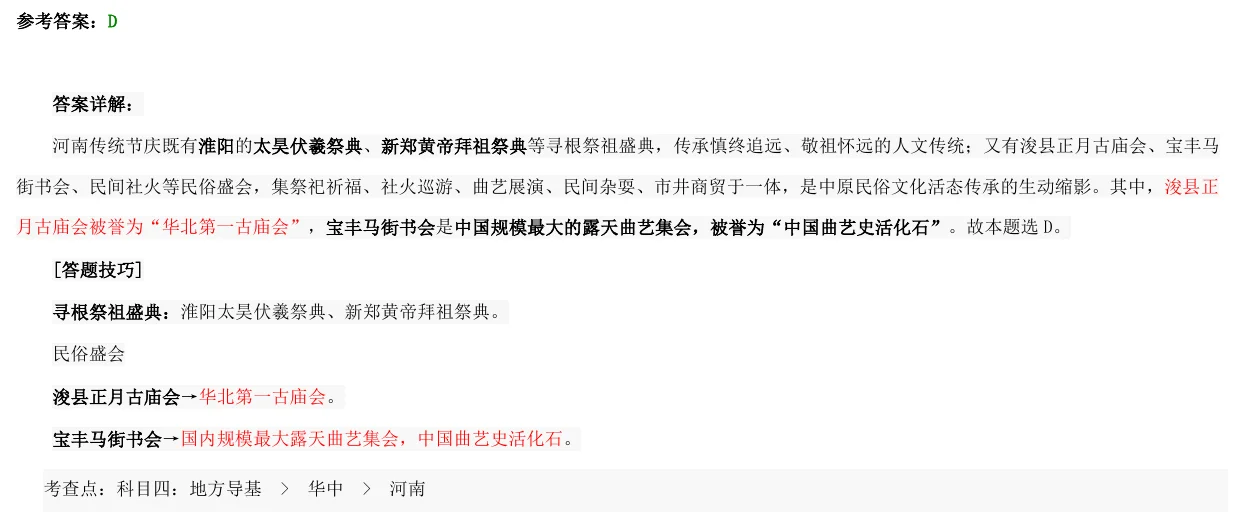 参考答案：D
答案详解：
河南传统节庆既有淮阳的太昊伏羲祭典、新郑黄帝拜祖祭典等寻根祭祖盛典，传承慎终追远、敬祖怀远的人文传统；又有浚县正月古庙会、宝丰马
街书会、民间社火等民俗盛会，集祭祀祈福、社火巡游、曲艺展演、民间杂耍、市井商贸于一体，是中原民俗文化活态传承的生动缩影。其中，浚县正
月古庙会被誉为“华北第一古庙会”，宝丰马街书会是中国规模最大的露天曲艺集会，被誉为“中国曲艺史活化石”。故本题选 D。
[答题技巧]
寻根祭祖盛典：淮阳太昊伏羲祭典、新郑黄帝拜祖祭典。
民俗盛会
浚县正月古庙会→华北第一古庙会。
宝丰马街书会→国内规模最大露天曲艺集会，中国曲艺史活化石。
考查点：科目四：地方导基 > 华中 > 河南